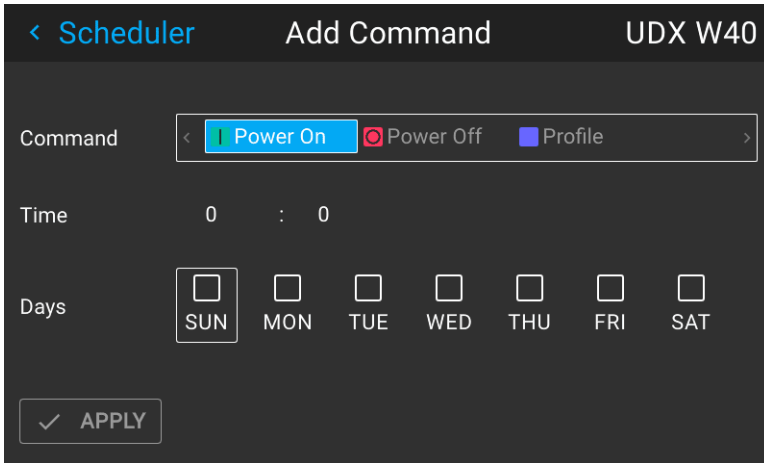 < Scheduler Add Command UDX W40
Command < Power On Power Off Profile >
Time 0 : 0
Days SUN MON TUE WED THU FRI SAT
APPLY